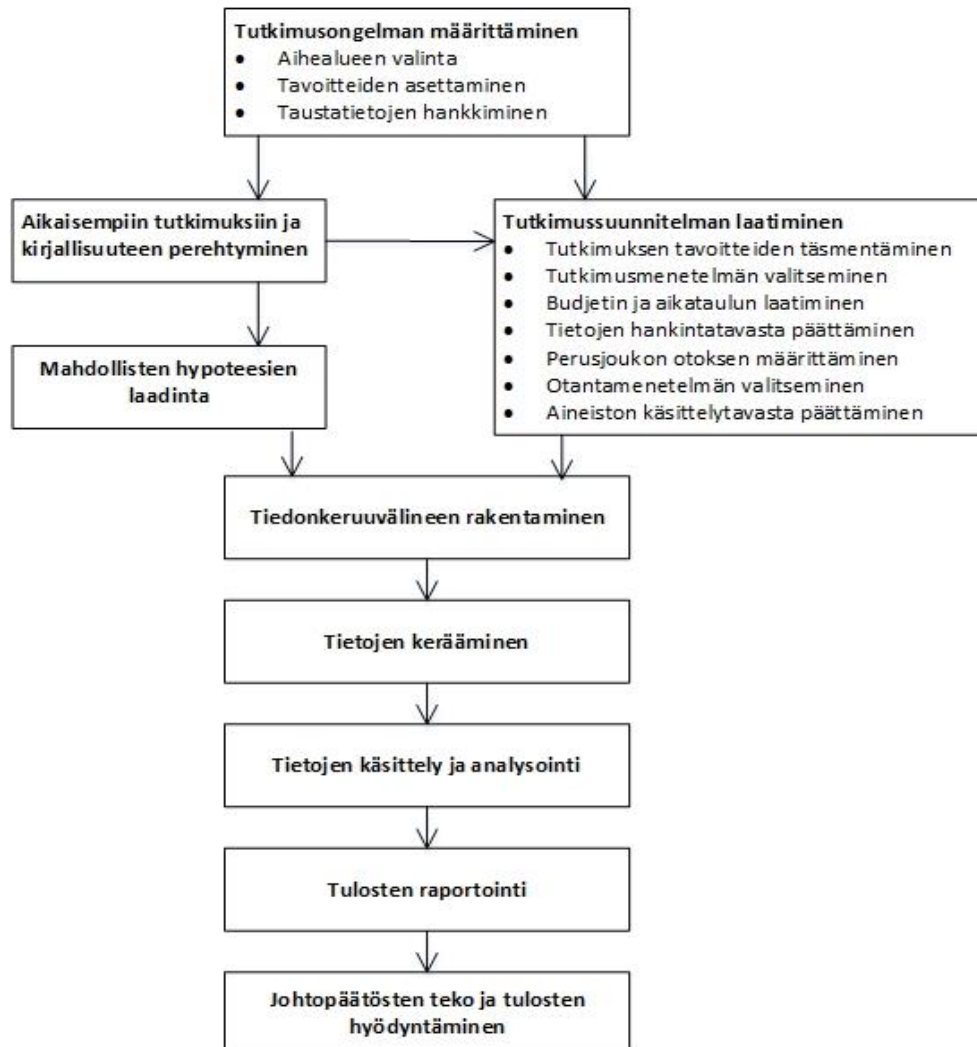 Tutkimusongelman määrittäminen
● Aihealueen valinta
● Tavoitteiden asettaminen
● Taustatietojen hankkiminen
Aikaisempiin tutkimuksiin ja
kirjallisuuteen perehtyminen
Tutkimussuunnitelman laatiminen
● Tutkimuksen tavoitteiden täsmentäminen
● Tutkimusmenetelmän valitseminen
● Budjetin ja aikataulun laatiminen
● Tietojen hankintatavasta päättäminen
● Perusjoukon otoksen määrittäminen
● Otantamenetelmän valitseminen
● Aineiston käsittelytavasta päättäminen
Mahdollisten hypoteesien
laadinta
Tiedonkeruuvälineen rakentaminen
Tietojen kerääminen
Tietojen käsittely ja analysointi
Tulosten raportointi
Johtopäätösten teko ja tulosten
hyödyntäminen